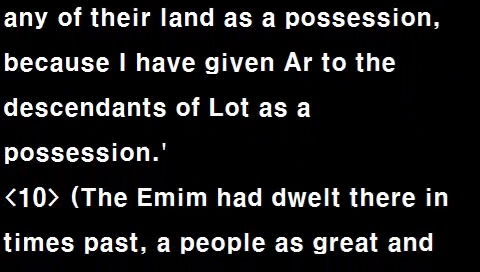 any of their land as a possession,
because I have given Ar to the
descendants of Lot as a
possession.'
<10> (The Emim had dwelt there in
times past, a people as great and